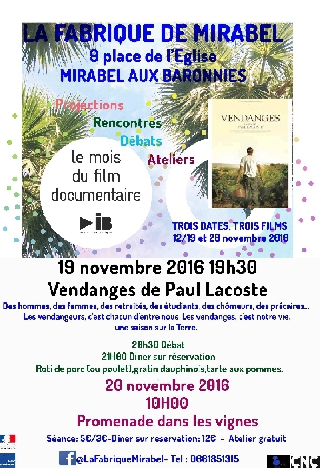 LA FABRIQUE DE MIRABEL
9 place de l'Eglise
MIRABEL AUX BARONNIES
Projections
Rencontres
Débats
Ateliers
le mois
du film
documentaire
VENDANGES
TROIS DATES, TROIS FILMS
12/19 et 26 novembre 2016
19 novembre 2016 19h30
Vendanges de Paul Lacoste
Des hommes, des femmes, des retraités, des étudiants, des chômeurs, des précaires...
Les vendangeurs, c'est chacun d'entre nous. Les vendanges, c'est notre vie,
une saison sur la Terre.
20h30 Débat
21H00 Diner sur réservation
Roti de porc (ou poulet),gratin dauphinois,tarte aux pommes.
20 novembre 2016
10H00
Promenade dans les vignes
Séance: 5€/3€-Diner sur reservation: 12€ - Atelier gratuit
@LaFabriqueMirabel- Tel : 0661851315
CNC